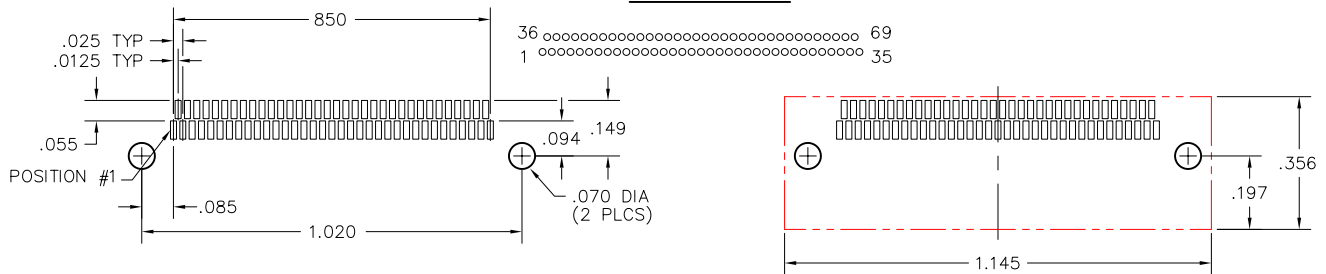 850
.025 TYP
.0125 TYP
36
69
1
35
.055
.094
.149
POSITION #1
.085
.070 DIA
(2 PLCS)
1.020
.356
.197
1.145